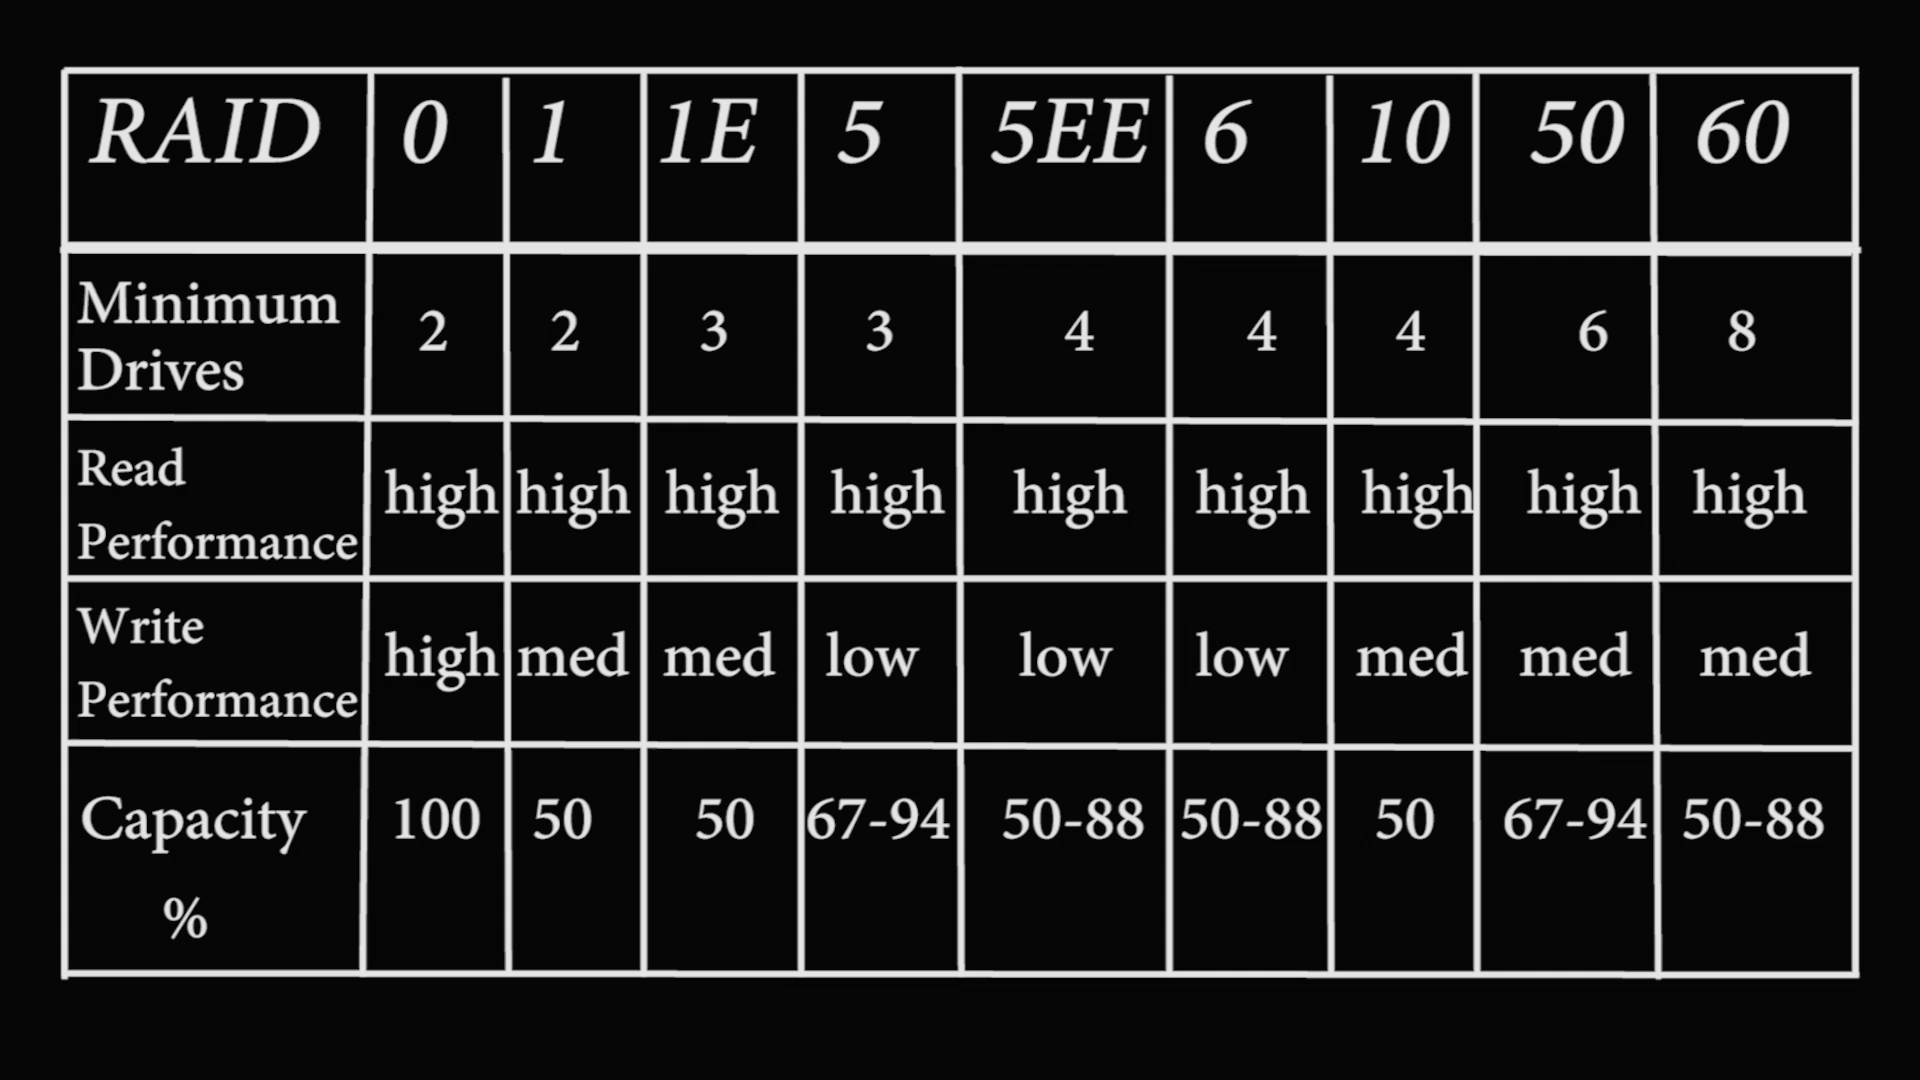 RAID 0 1 1E 5 5EE 6 10 50 60
Minimum
Drives
2 2 3 3 4 4 4 6 8
Read
Performance
high high high high high high high high high
Write
Performance
high med med low low low med med med
Capacity
%
100 50 50 67-94 50-88 50-88 50 67-94 50-88